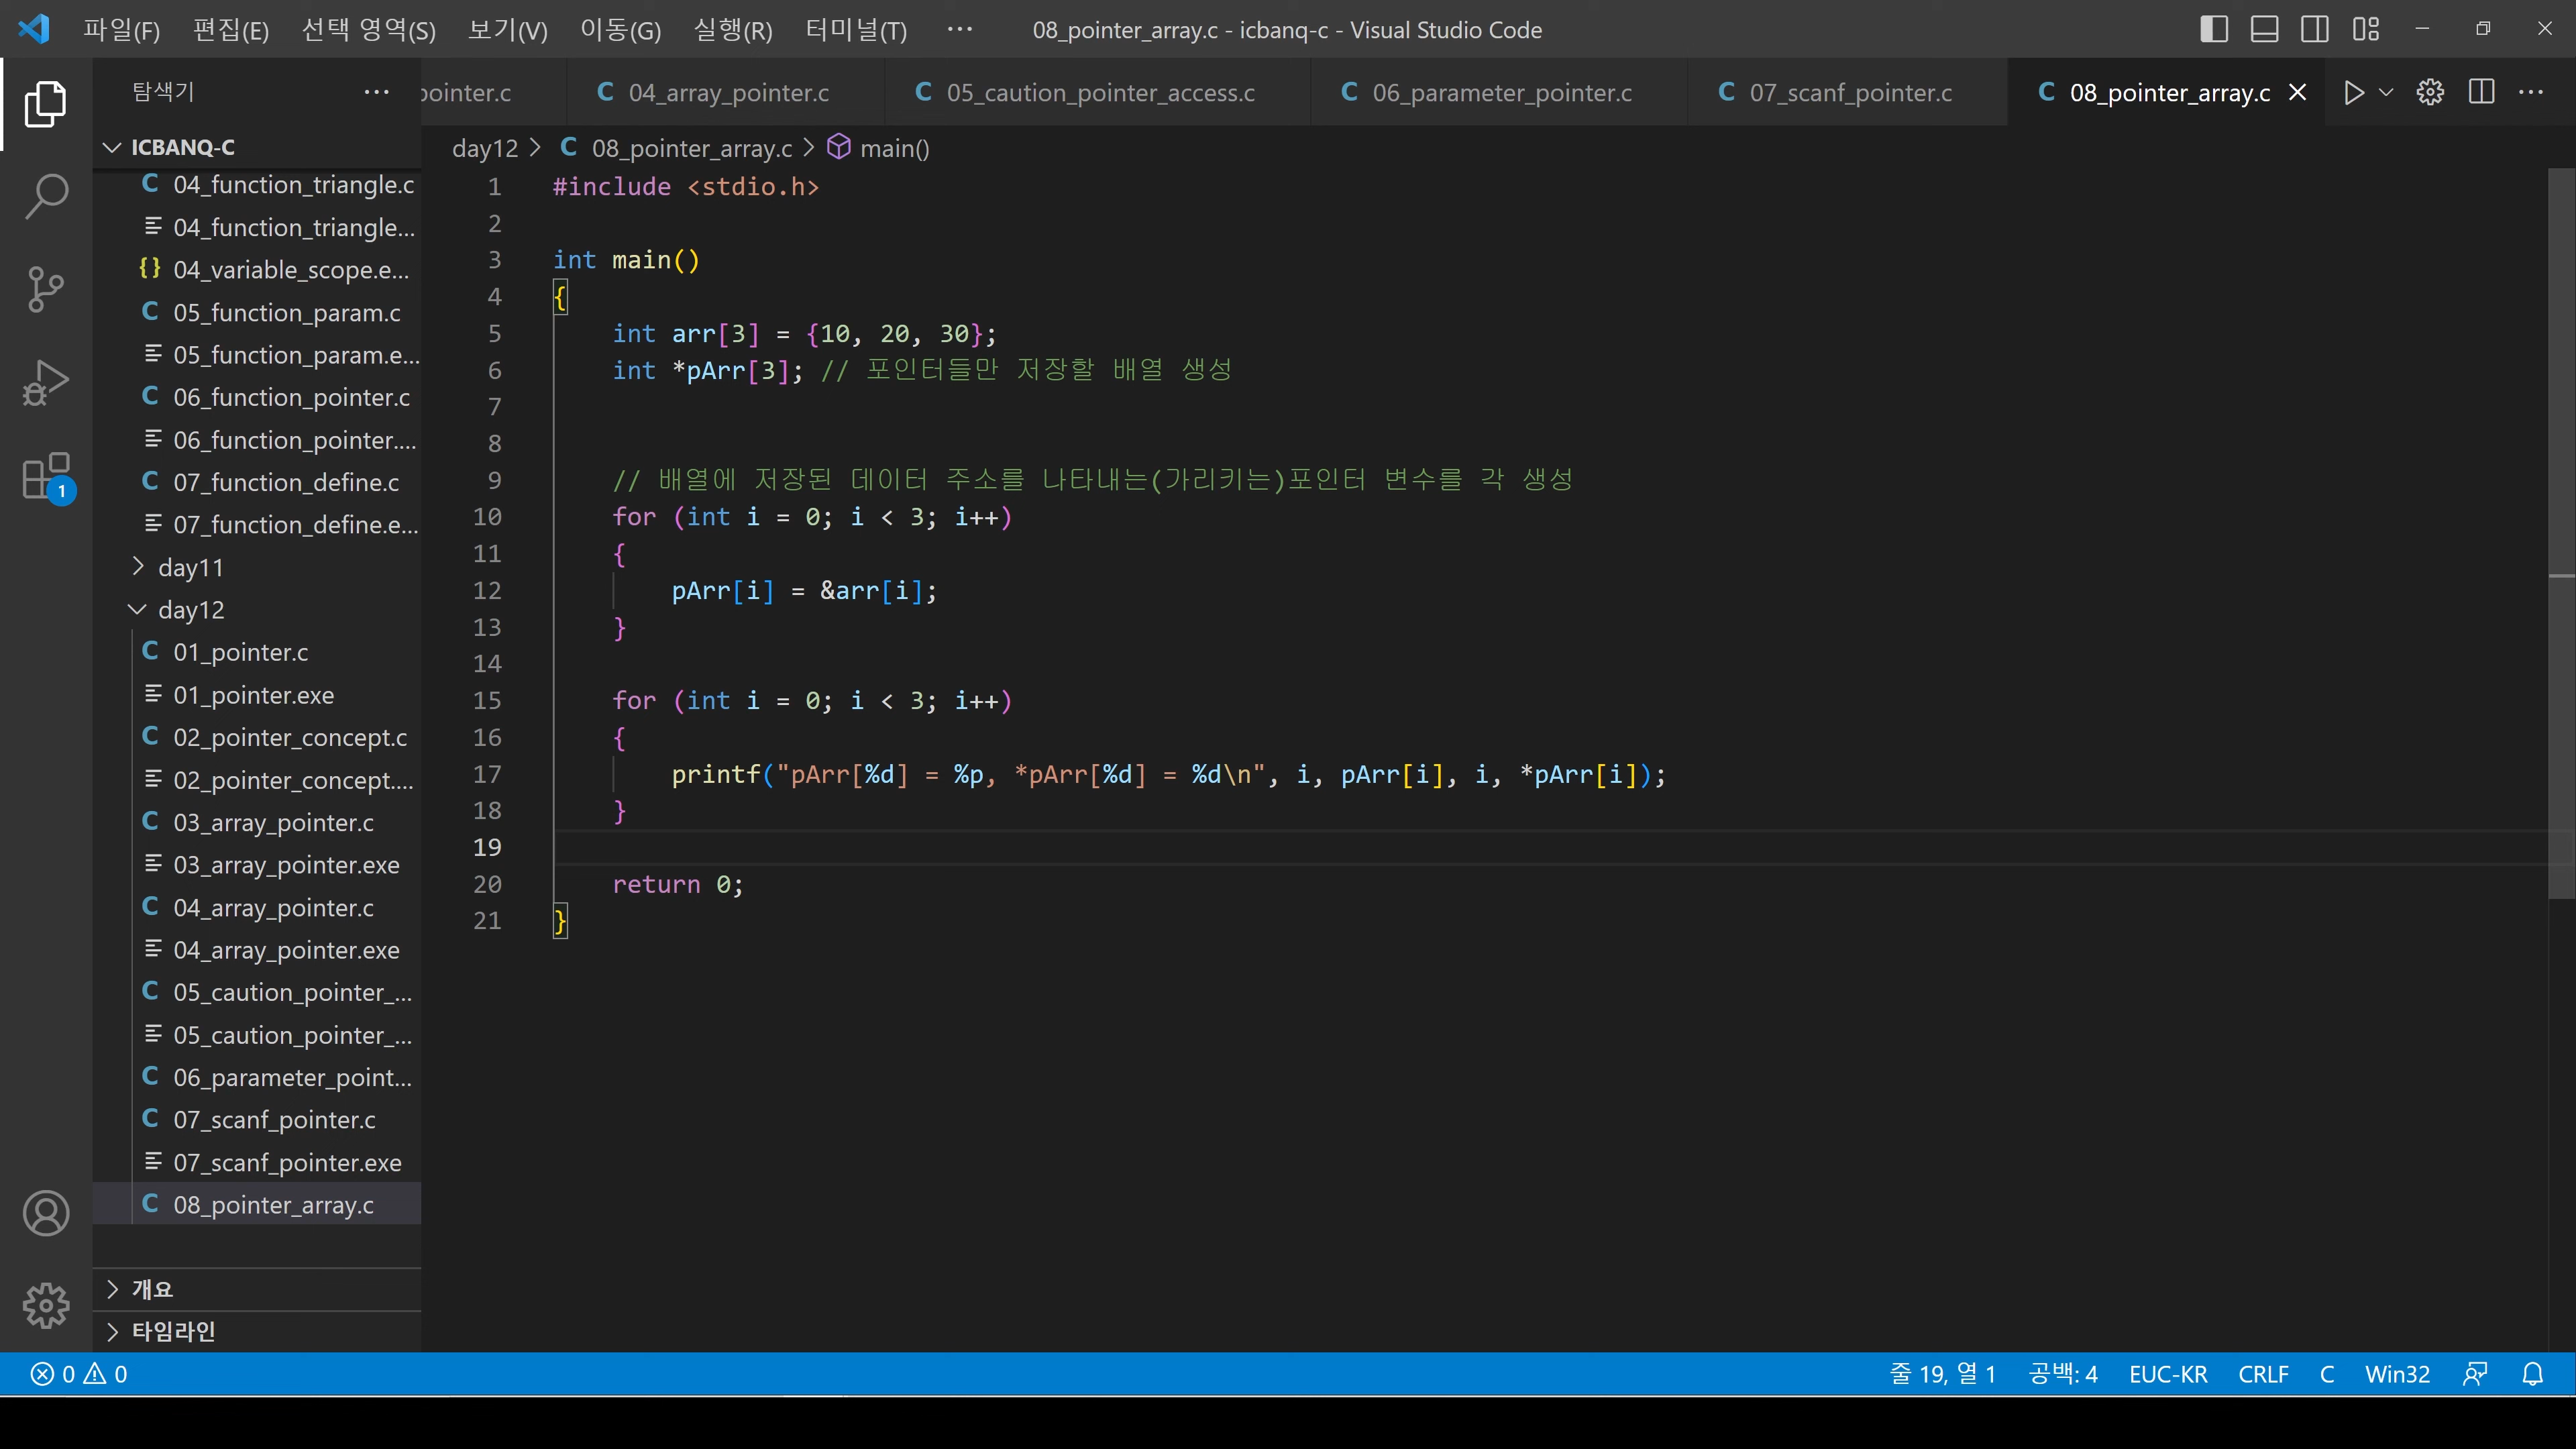 파일(F) 편집(E) 선택 영역(S) 보기(V) 이동(G) 실행(R) 터미널(T) ··· 08_pointer_array.c - icbanq-c - Visual Studio Code
탐색기 ···
pointer.c 04_array_pointer.c 05_caution_pointer_access.c 06_parameter_pointer.c 07_scanf_pointer.c 08_pointer_array.c
ICBANQ-C
04_function_triangle.c
04_function_triangle...
04_variable_scope.e...
05_function_param.c
05_function_param.e...
06_function_pointer.c
06_function_pointer....
07_function_define.c
07_function_define.e...
day11
day12
01_pointer.c
01_pointer.exe
02_pointer_concept.c
02_pointer_concept....
03_array_pointer.c
03_array_pointer.exe
04_array_pointer.c
04_array_pointer.exe
05_caution_pointer_...
05_caution_pointer_...
06_parameter_point...
07_scanf_pointer.c
07_scanf_pointer.exe
08_pointer_array.c
개요
타임라인
1
day12 > C 08_pointer_array.c > main()
1 #include <stdio.h>
2
3 int main()
4 {
5 int arr[3] = {10, 20, 30};
6 int *pArr[3]; // 포인터들만 저장할 배열 생성
7
8
9 // 배열에 저장된 데이터 주소를 나타내는(가리키는)포인터 변수를 각 생성
10 for (int i = 0; i < 3; i++)
11 {
12 pArr[i] = &arr[i];
13 }
14
15 for (int i = 0; i < 3; i++)
16 {
17 printf("pArr[%d] = %p, *pArr[%d] = %d\n", i, pArr[i], i, *pArr[i]);
18 }
19
20 return 0;
21 }
0 0 줄 19, 열 1 공백: 4 EUC-KR CRLF C Win32